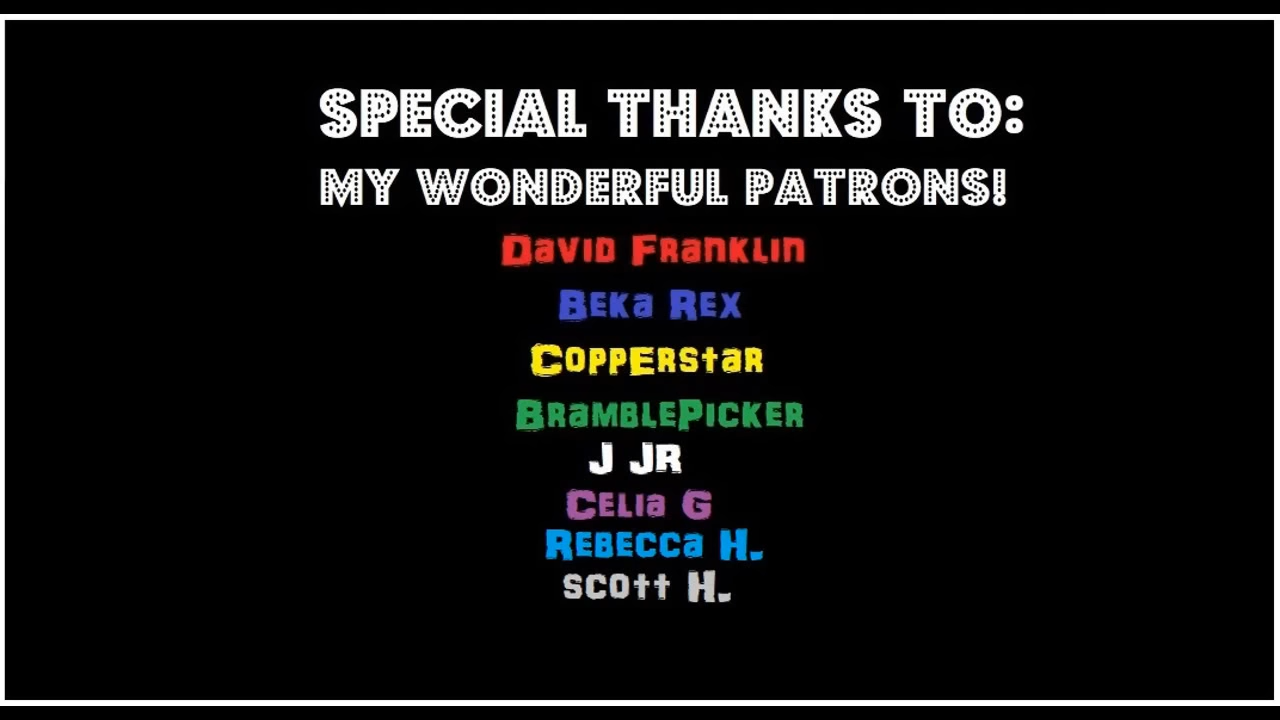 SPECIAL THANKS TO:
MY WONDERFUL PATRONS!
David Franklin
Beka Rex
Copperstar
BramblePicker
J JR
Celia G
Rebecca H.
scott H.